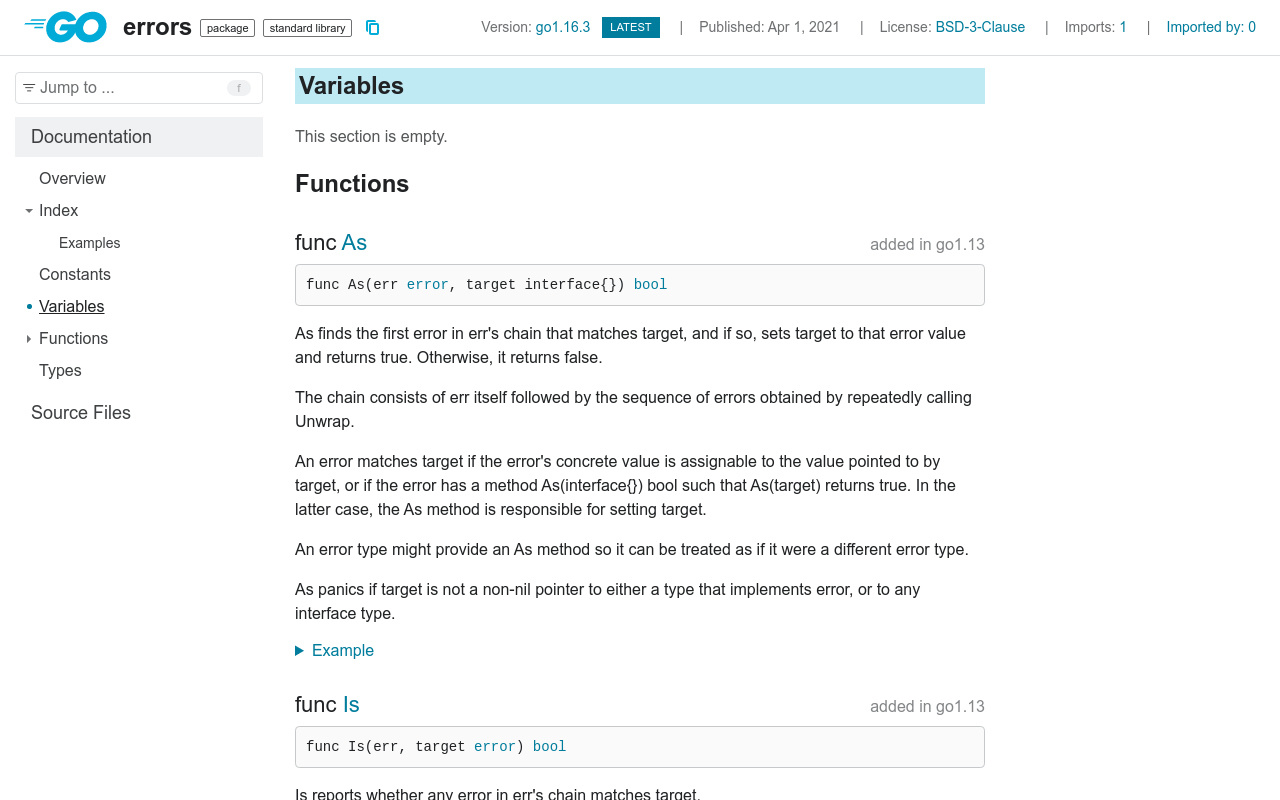 GO errors package standard library Version: go1.16.3 LATEST | Published: Apr 1, 2021 | License: BSD-3-Clause | Imports: 1 | Imported by: 0
Jump to ... f
Documentation
Overview
Index
Examples
Constants
Variables
Functions
Types
Source Files
Variables
This section is empty.
Functions
func As added in go1.13
func As(err error, target interface{}) bool
As finds the first error in err's chain that matches target, and if so, sets target to that error value
and returns true. Otherwise, it returns false.
The chain consists of err itself followed by the sequence of errors obtained by repeatedly calling
Unwrap.
An error matches target if the error's concrete value is assignable to the value pointed to by
target, or if the error has a method As(interface{}) bool such that As(target) returns true. In the
latter case, the As method is responsible for setting target.
An error type might provide an As method so it can be treated as if it were a different error type.
As panics if target is not a non-nil pointer to either a type that implements error, or to any
interface type.
Example
func Is added in go1.13
func Is(err, target error) bool
Is reports whether any error in err's chain matches target.